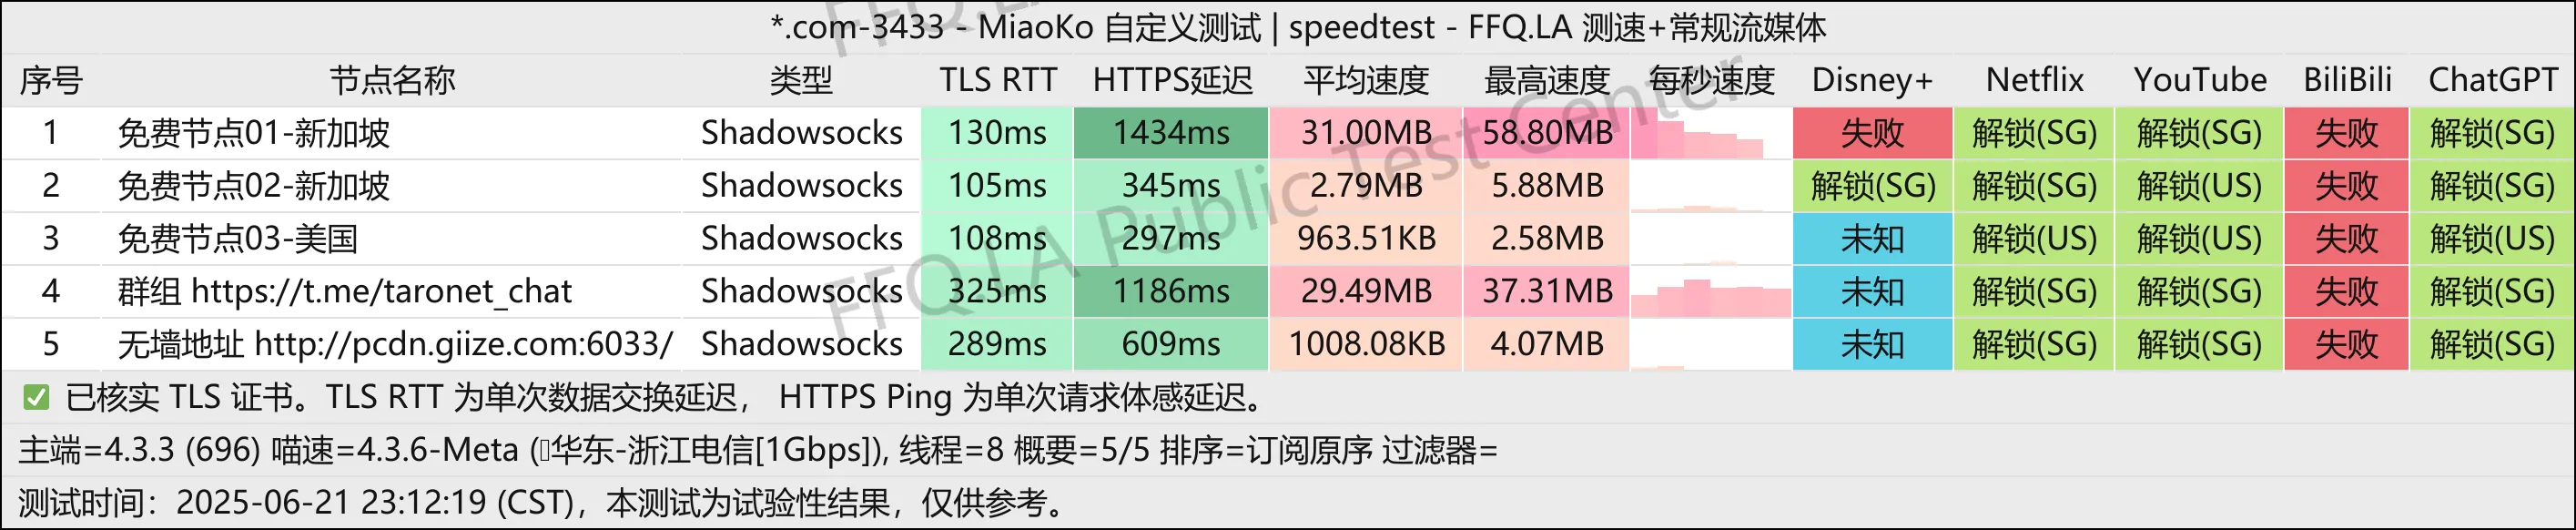 *.com-3433 - MiaoKo 自定义测试 | speedtest - FFQ.LA 测速+常规流媒体
序号 节点名称 类型 TLS RTT HTTPS延迟 平均速度 最高速度 每秒速度 Disney+ Netflix YouTube BiliBili ChatGPT
1 免费节点01-新加坡 Shadowsocks 130ms 1434ms 31.00MB 58.80MB 失败 解锁(SG) 解锁(SG) 失败 解锁(SG)
2 免费节点02-新加坡 Shadowsocks 105ms 345ms 2.79MB 5.88MB 解锁(SG) 解锁(SG) 解锁(US) 失败 解锁(SG)
3 免费节点03-美国 Shadowsocks 108ms 297ms 963.51KB 2.58MB 未知 解锁(US) 解锁(US) 失败 解锁(US)
4 群组 https://t.me/taronet_chat Shadowsocks 325ms 1186ms 29.49MB 37.31MB 未知 解锁(SG) 解锁(SG) 失败 解锁(SG)
5 无墙地址 http://pcdn.giize.com:6033/ Shadowsocks 289ms 609ms 1008.08KB 4.07MB 未知 解锁(SG) 解锁(SG) 失败 解锁(SG)
✅ 已核实 TLS 证书。TLS RTT 为单次数据交换延迟， HTTPS Ping 为单次请求体感延迟。
主端=4.3.3 (696) 喵速=4.3.6-Meta (华东-浙江电信[1Gbps]), 线程=8 概要=5/5 排序=订阅原序 过滤器=
测试时间：2025-06-21 23:12:19 (CST)，本测试为试验性结果，仅供参考。
FFQ.LA Public Test Center